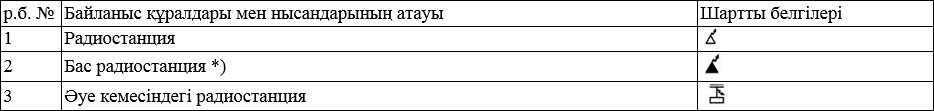 р.б. № Байланыс құралдары мен нысандарының атауы Шартты белгілері
1 Радиостанция
2 Бас радиостанция *)
3 Әуе кемесіндегі радиостанция